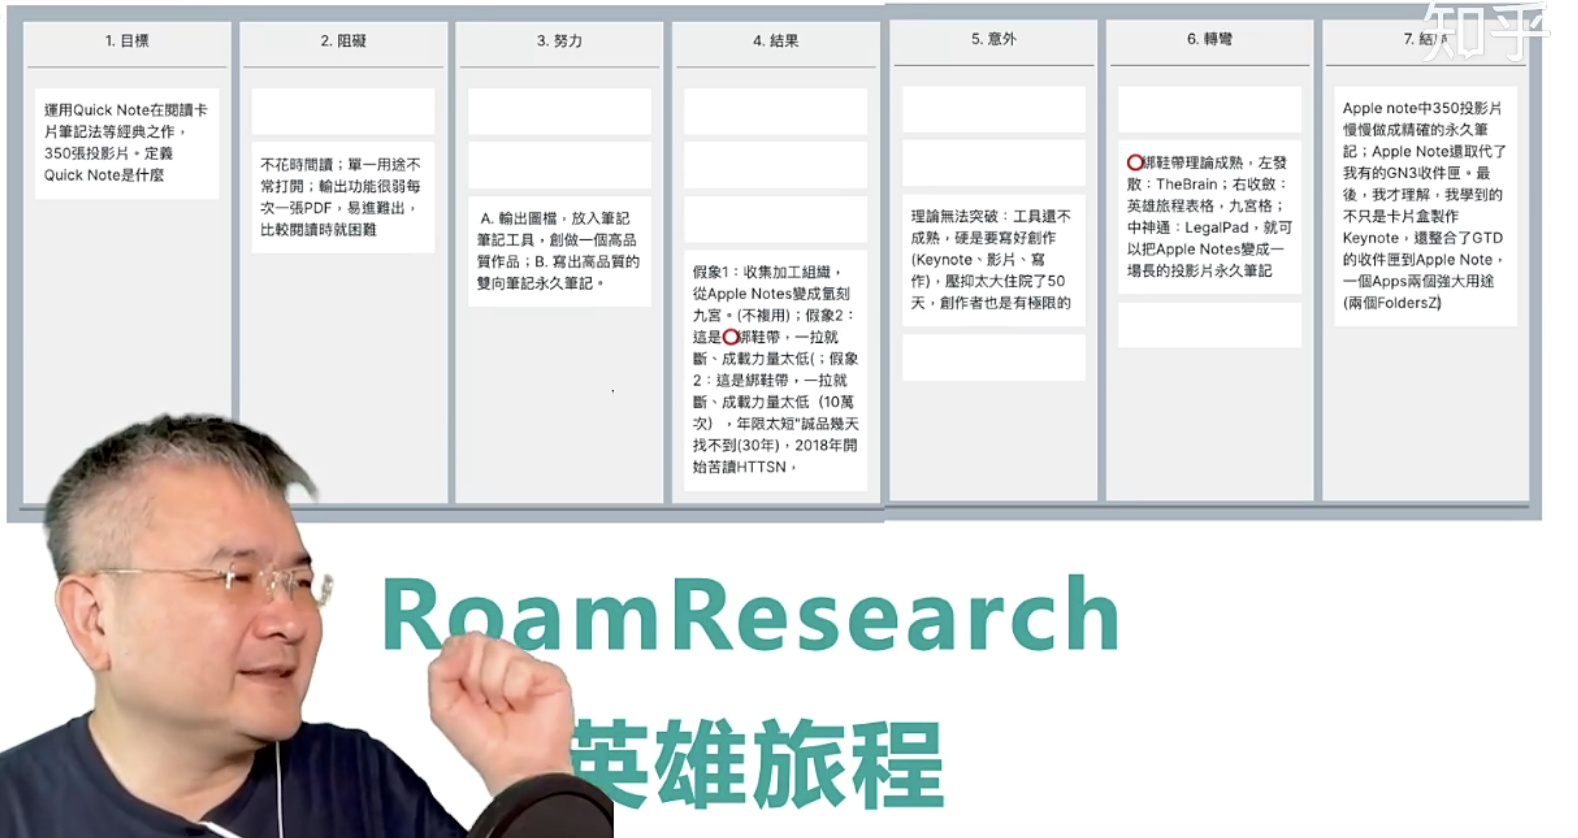 知乎
1. 目標
運用Quick Note在閱讀卡
片筆記法等經典之作，
350張投影片。定義
Quick Note是什麼
2. 阻礙
不花時間讀；單一用途不
常打開；輸出功能很弱每
次一張PDF，易進難出，
比較閱讀時就困難
3. 努力
A. 輸出圖檔，放入筆記
筆記工具，創做一個高品
質作品；B. 寫出高品質的
雙向筆記永久筆記。
4. 結果
假象1：收集加工組織，
從Apple Notes變成氫刻
九宮。(不複用)；假象2：
這是⭕綁鞋帶，一拉就
斷、成載力量太低(；假象
2：這是綁鞋帶，一拉就
斷、成載力量太低（10萬
次），年限太短"誠品幾天
找不到(30年)，2018年開
始苦讀HTTSN，
5. 意外
理論無法突破：工具還不
成熟，硬是要寫好創作
(Keynote、影片、寫
作)，壓抑太大住院了50
天，創作者也是有極限的
6. 轉彎
⭕綁鞋帶理論成熟，左發
散：TheBrain；右收斂：
英雄旅程表格，九宮格；
中神通：LegalPad，就可
以把Apple Notes變成一
場長的投影片永久筆記
7. 結
Apple note中350投影片
慢慢做成精確的永久筆
記；Apple Note還取代了
我有的GN3收件匣。最
後，我才理解，我學到的
不只是卡片盒製作
Keynote，還整合了GTD
的收件匣到Apple Note，
一個Apps兩個強大用途
(兩個FoldersZ)
RoamResearch
英雄旅程